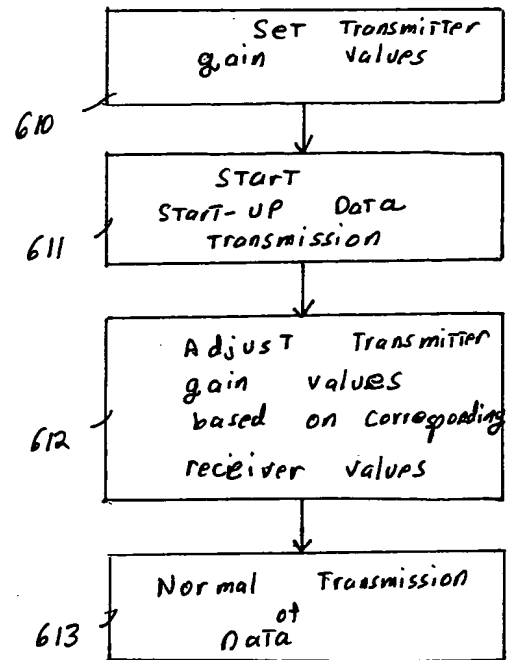 Set Transmitter
gain values
610
Start
Start-up Data
Transmission
611
Adjust Transmitter
gain values
based on corresponding
receiver values
612
Normal Transmission
of
Data
613